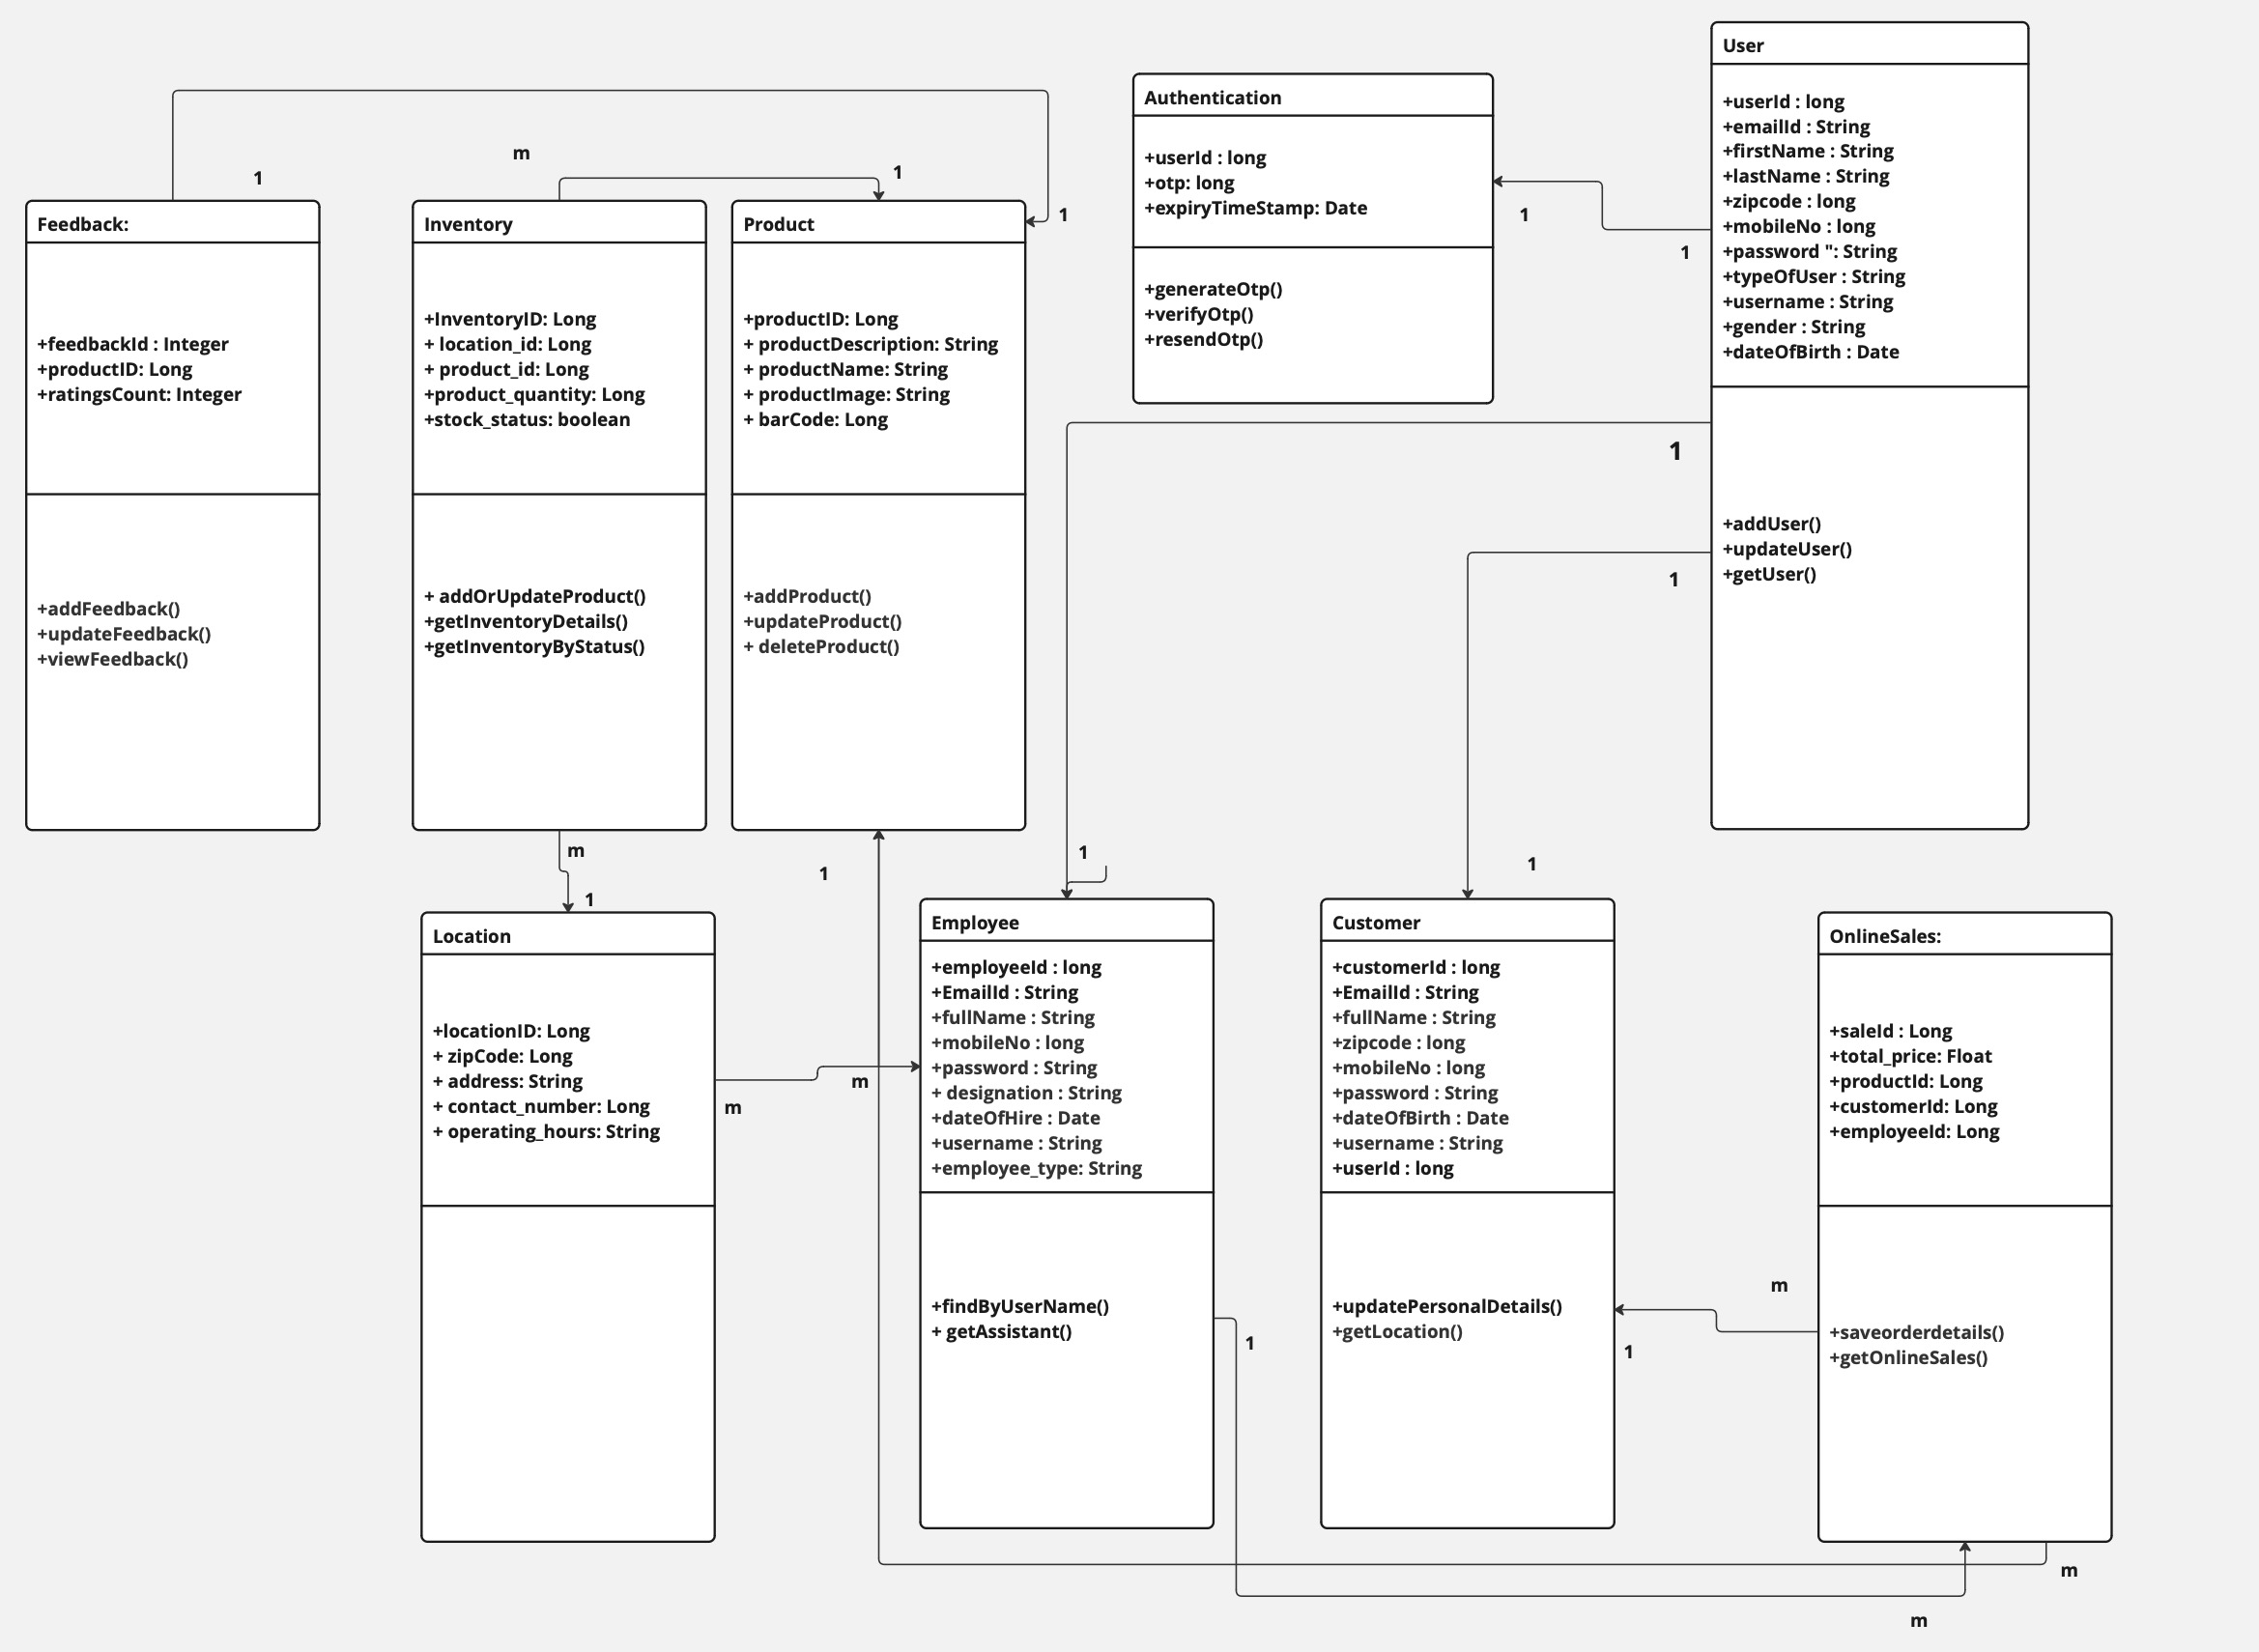 User
+userId : long
+emailId : String
+firstName : String
+lastName : String
+zipcode : long
+mobileNo : long
+password ": String
+typeOfUser : String
+username : String
+gender : String
+dateOfBirth : Date
+addUser()
+updateUser()
+getUser()
1
1
1
Authentication
+userId : long
+otp: long
+expiryTimeStamp: Date
+generateOtp()
+verifyOtp()
+resendOtp()
1
Feedback:
+feedbackId : Integer
+productID: Long
+ratingsCount: Integer
+addFeedback()
+updateFeedback()
+viewFeedback()
1
m
Inventory
+InventoryID: Long
+ location_id: Long
+ product_id: Long
+product_quantity: Long
+stock_status: boolean
+ addOrUpdateProduct()
+getInventoryDetails()
+getInventoryByStatus()
m
1
1
Product
+productID: Long
+ productDescription: String
+ productName: String
+ productImage: String
+ barCode: Long
+addProduct()
+updateProduct()
+ deleteProduct()
1
1
Location
+locationID: Long
+ zipCode: Long
+ address: String
+ contact_number: Long
+ operating_hours: String
m
m
1
Employee
+employeeId : long
+EmailId : String
+fullName : String
+mobileNo : long
+password : String
+ designation : String
+dateOfHire : Date
+username : String
+employee_type: String
+findByUserName()
+ getAssistant()
1
1
Customer
+customerId : long
+EmailId : String
+fullName : String
+zipcode : long
+mobileNo : long
+password : String
+dateOfBirth : Date
+username : String
+userId : long
+updatePersonalDetails()
+getLocation()
1
m
OnlineSales:
+saleId : Long
+total_price: Float
+productId: Long
+customerId: Long
+employeeId: Long
+saveorderdetails()
+getOnlineSales()
m
m